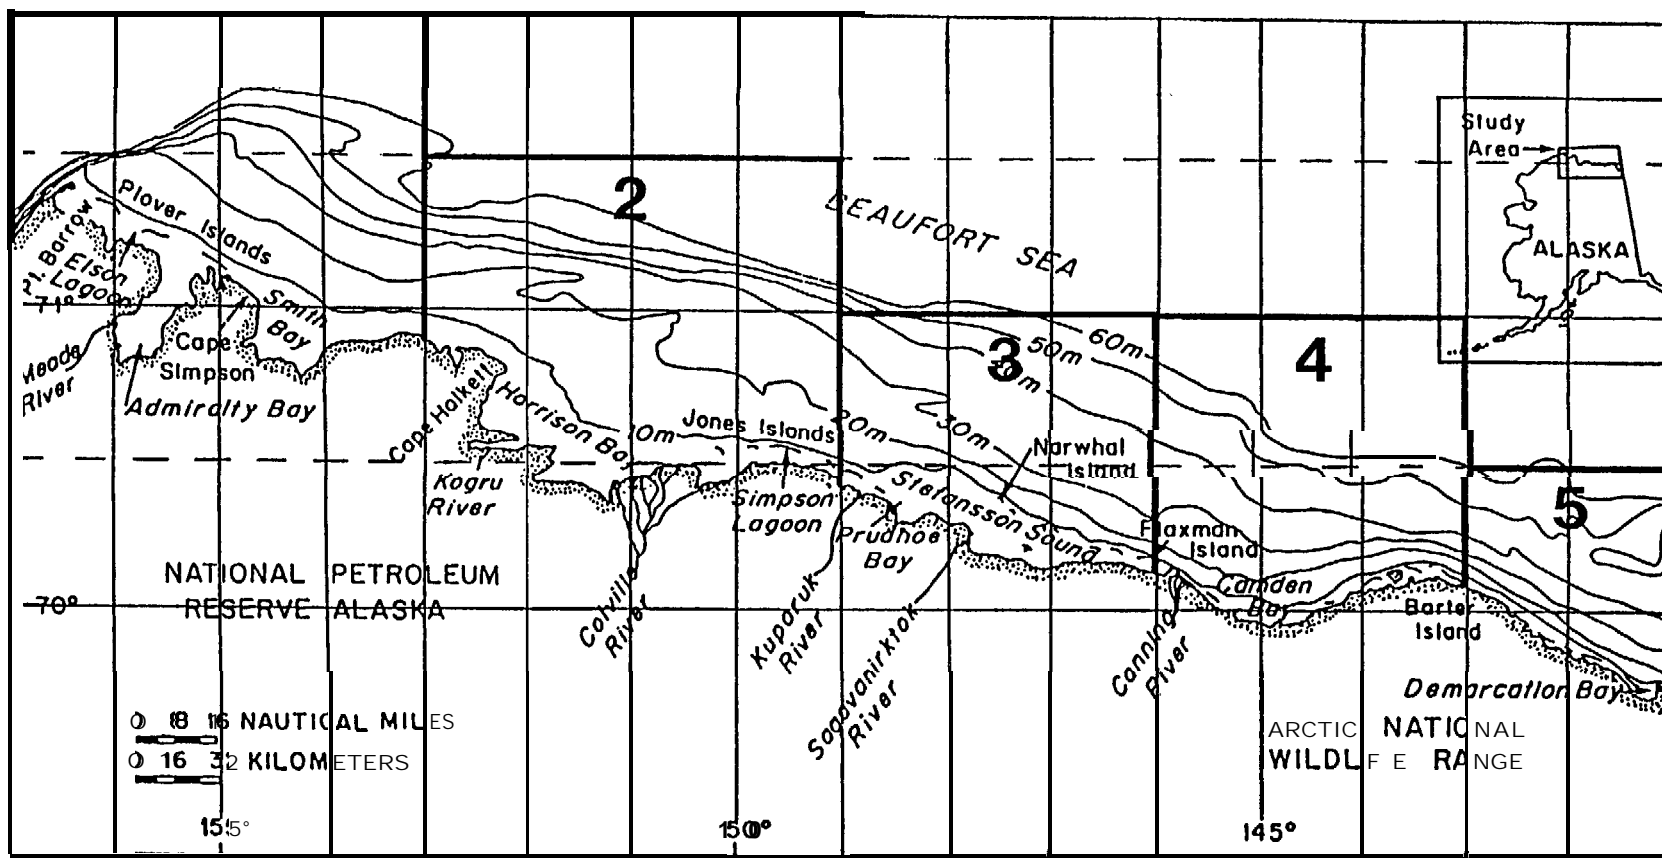 Study
Area
2
BEAUFORT SEA
Plover Islands
Pt. Barrow
Elson
Lagoon
ALASKA
71°
Smith
Bay
Cape
Simpson
Meade
River
Admiralty Bay
60m
50m
3
4
Cape Halkett
Harrison Bay
10m
Jones Islands
20m
30m
Narwhal
Island
Kogru
River
Simpson
Lagoon
Stefansson Sound
5
Prudhoe
Bay
Flaxman
Island
NATIONAL PETROLEUM
RESERVE ALASKA
70°
Colville
River
Kuparuk
River
Sagavanirktok
River
Canning
River
Camden
Bay
Barter
Island
Demarcation Bay
0 8 16 NAUTICAL MILES
0 16 32 KILOMETERS
ARCTIC NATIONAL
WILDLIFE RANGE
155°
150°
145°